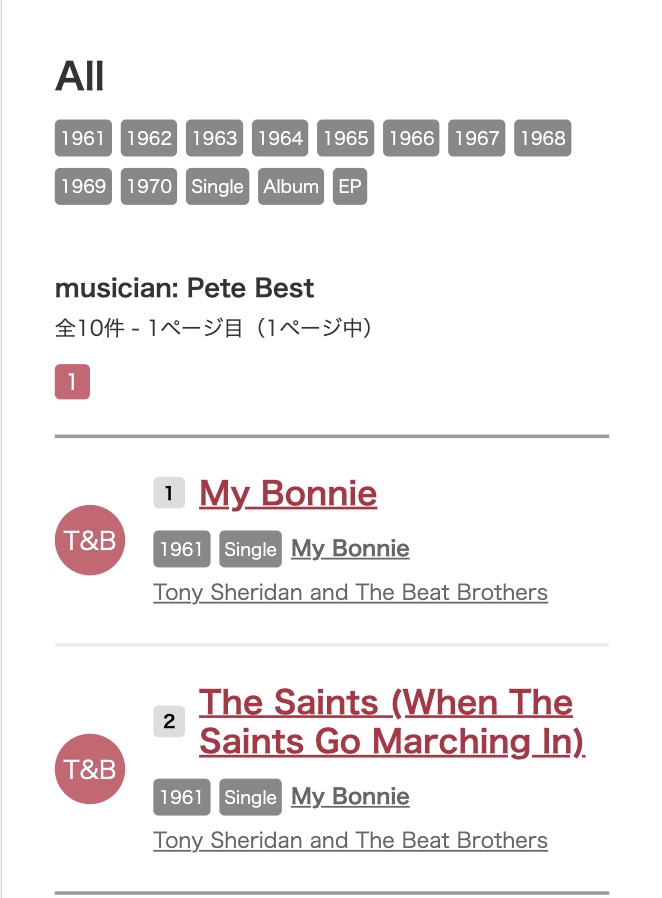 All
1961 1962 1963 1964 1965 1966 1967 1968
1969 1970 Single Album EP
musician: Pete Best
全10件 - 1ページ目（1ページ中）
1
1 My Bonnie
T&B
1961 Single My Bonnie
Tony Sheridan and The Beat Brothers
2 The Saints (When The
Saints Go Marching In)
T&B
1961 Single My Bonnie
Tony Sheridan and The Beat Brothers